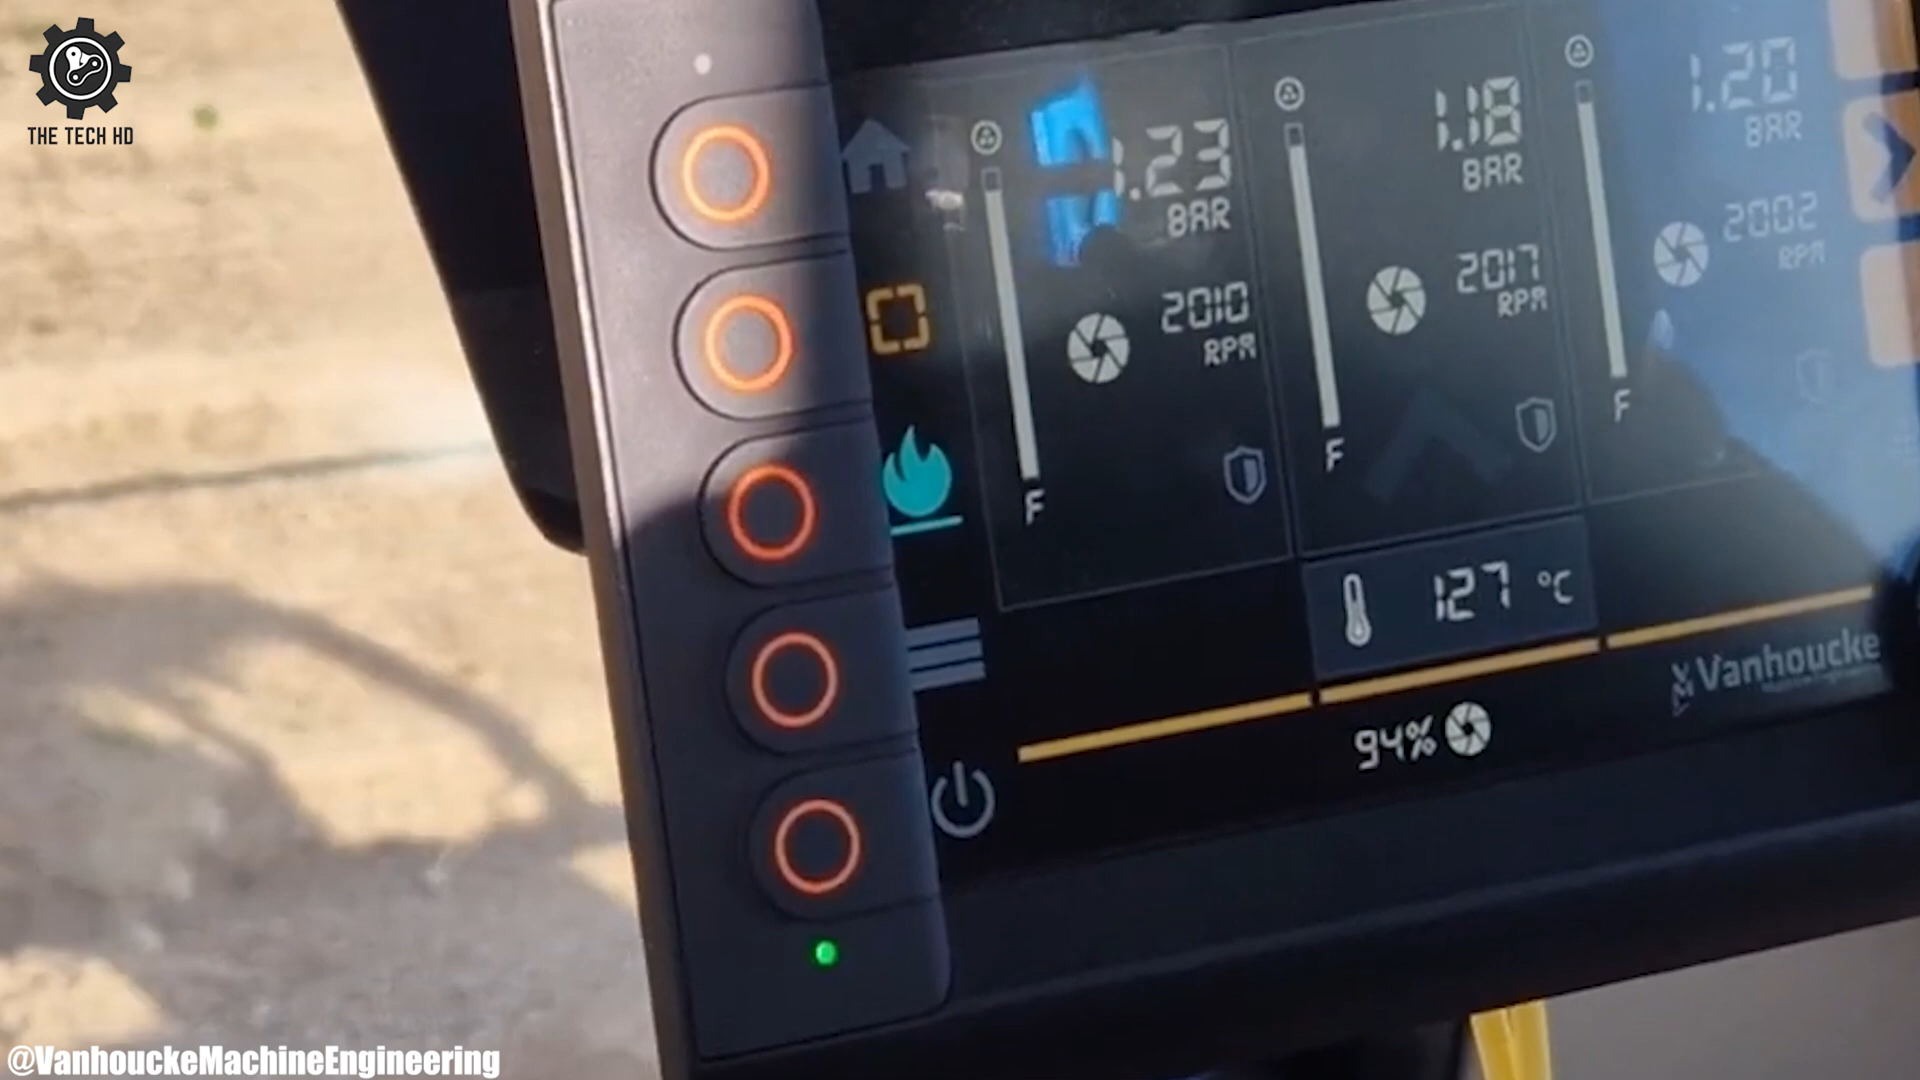 THE TECH HD
.23
BAR
2010
RPM
F
1.18
BAR
2017
RPM
F
1.20
BAR
2002
RPM
F
127 °C
94%
Vanhoucke
@VanhouckeMachineEngineering